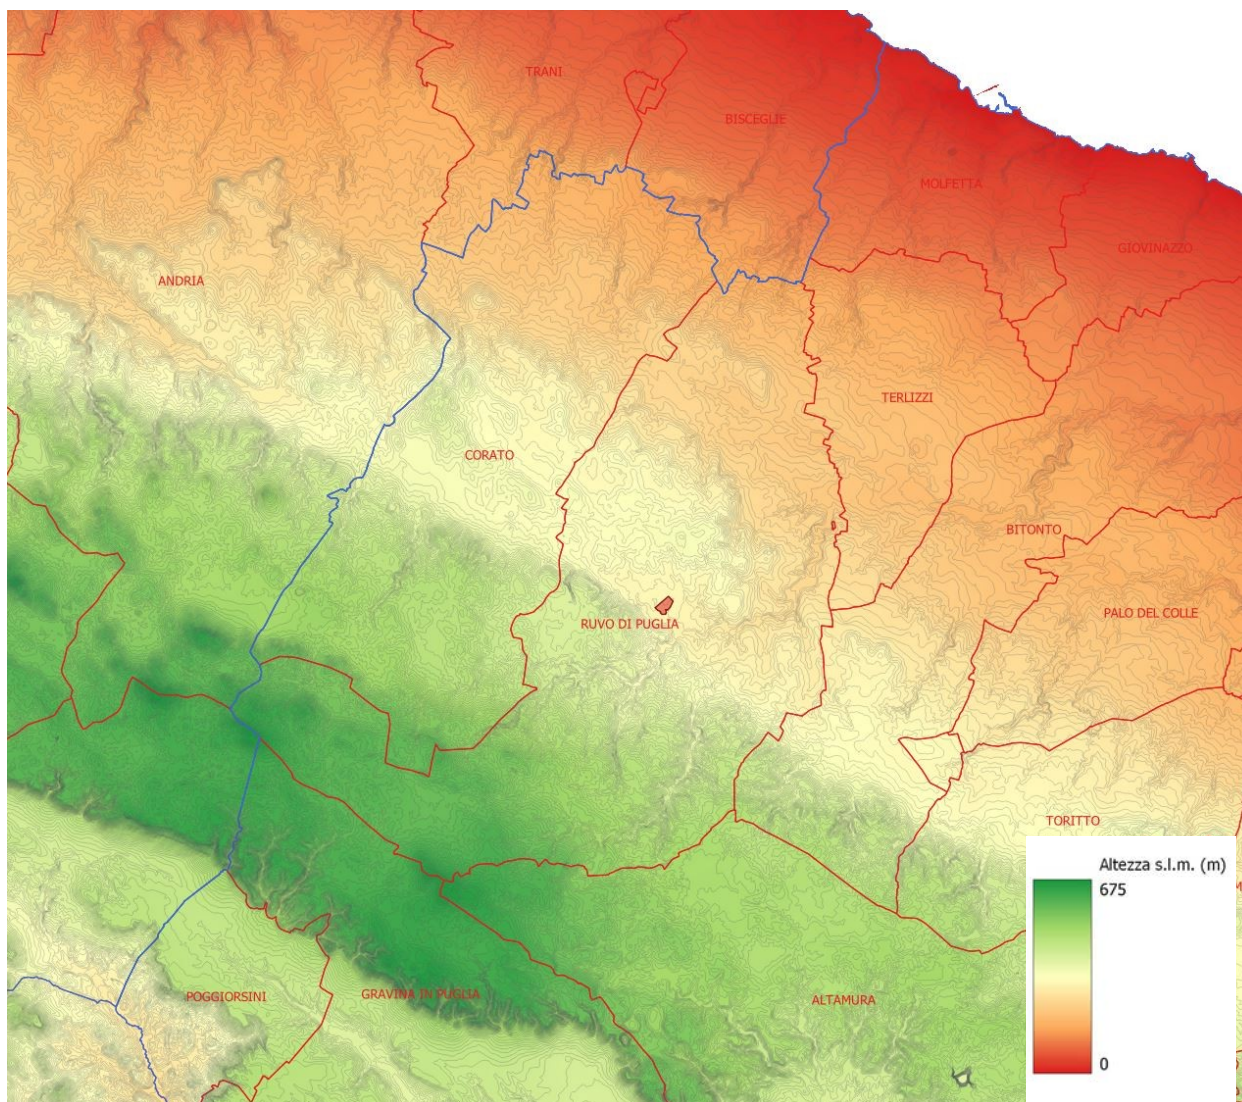 TRANI
BISCEGLIE
MOLFETTA
GIOVINAZZO
ANDRIA
TERLIZZI
CORATO
BITONTO
PALO DEL COLLE
RUVO DI PUGLIA
TORITTO
Altezza s.l.m. (m)
675
POGGIORSINI
GRAVINA IN PUGLIA
ALTAMURA
0